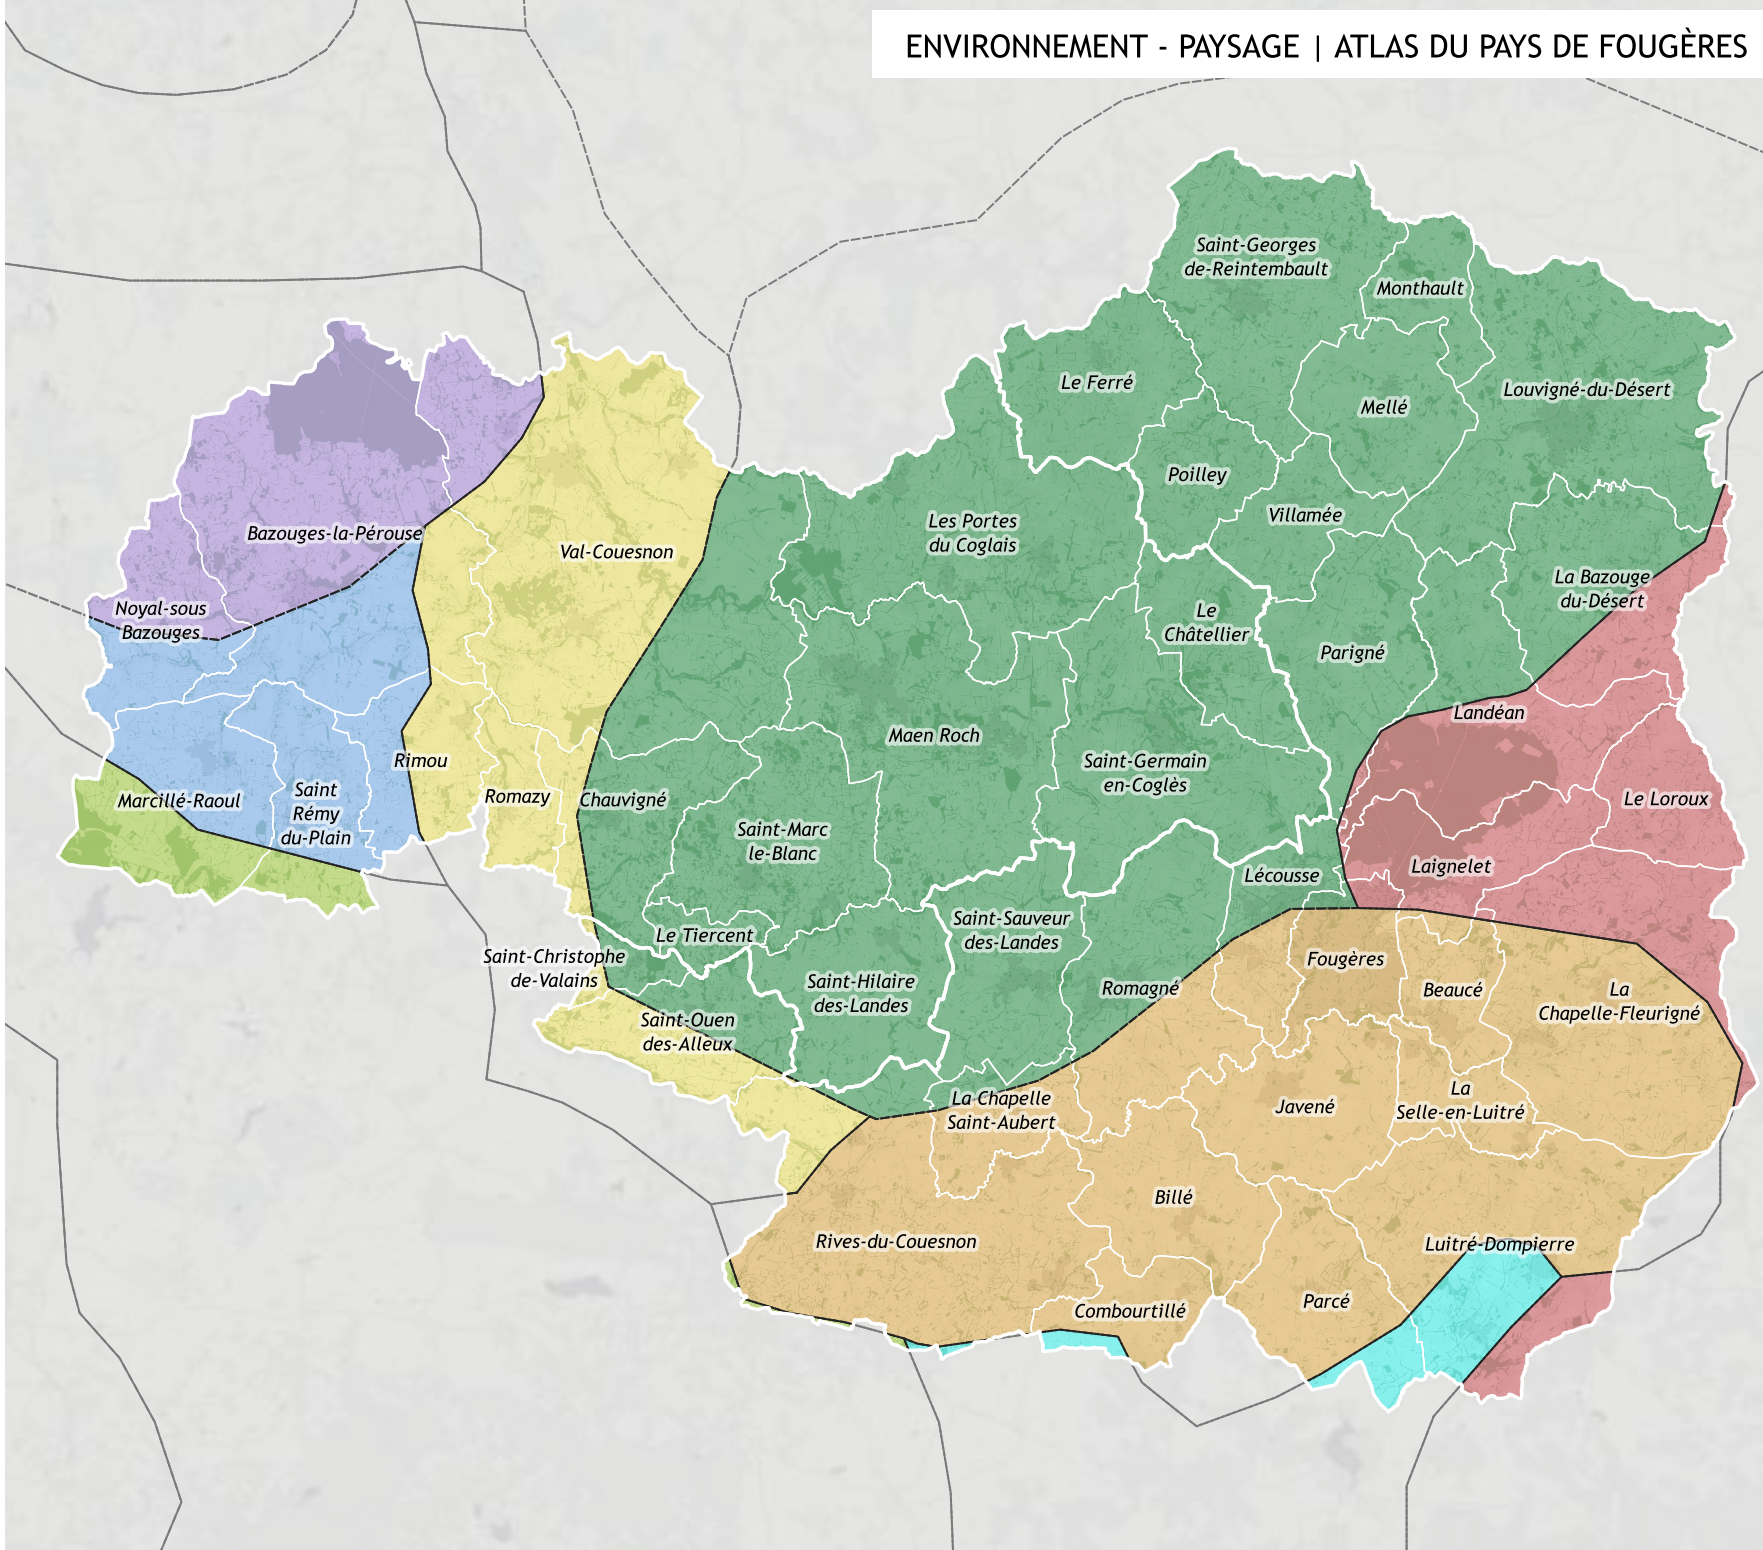 ENVIRONNEMENT - PAYSAGE | ATLAS DU PAYS DE FOUGÈRES
Saint-Georges
de-Reintembault
Monthault
Le Ferré
Mellé
Louvigné-du-Désert
Poilley
Villamée
Les Portes
du Coglais
Bazouges-la-Pérouse
Val-Couesnon
La Bazouge
du-Désert
Noyal-sous
Bazouges
Le
Châtellier
Parigné
Landéan
Maen Roch
Rimou
Saint-Germain
en-Coglès
Marcillé-Raoul
Saint
Rémy
du-Plain
Romazy
Chauvigné
Le Loroux
Saint-Marc
le-Blanc
Laignelet
Lécousse
Saint-Sauveur
des-Landes
Le Tiercent
Saint-Christophe
de-Valains
Fougères
Saint-Hilaire
des-Landes
Romagné
Beaucé
La
Chapelle-Fleurigné
Saint-Ouen
des-Alleux
La Chapelle
Saint-Aubert
Javené
La
Selle-en-Luitré
Billé
Rives-du-Couesnon
Luitré-Dompierre
Combourtillé
Parcé